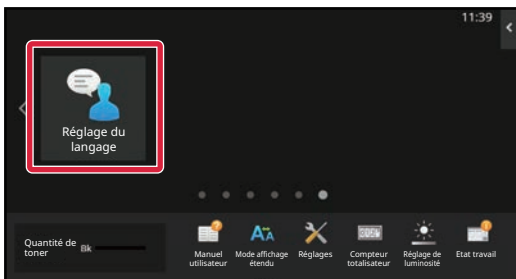 11:39
Réglage du
langage
Quantité de
toner
Bk
Manuel
utilisateur
Mode affichage
étendu
Réglages
Compteur
totalisateur
Réglage de
luminosité
Etat travail